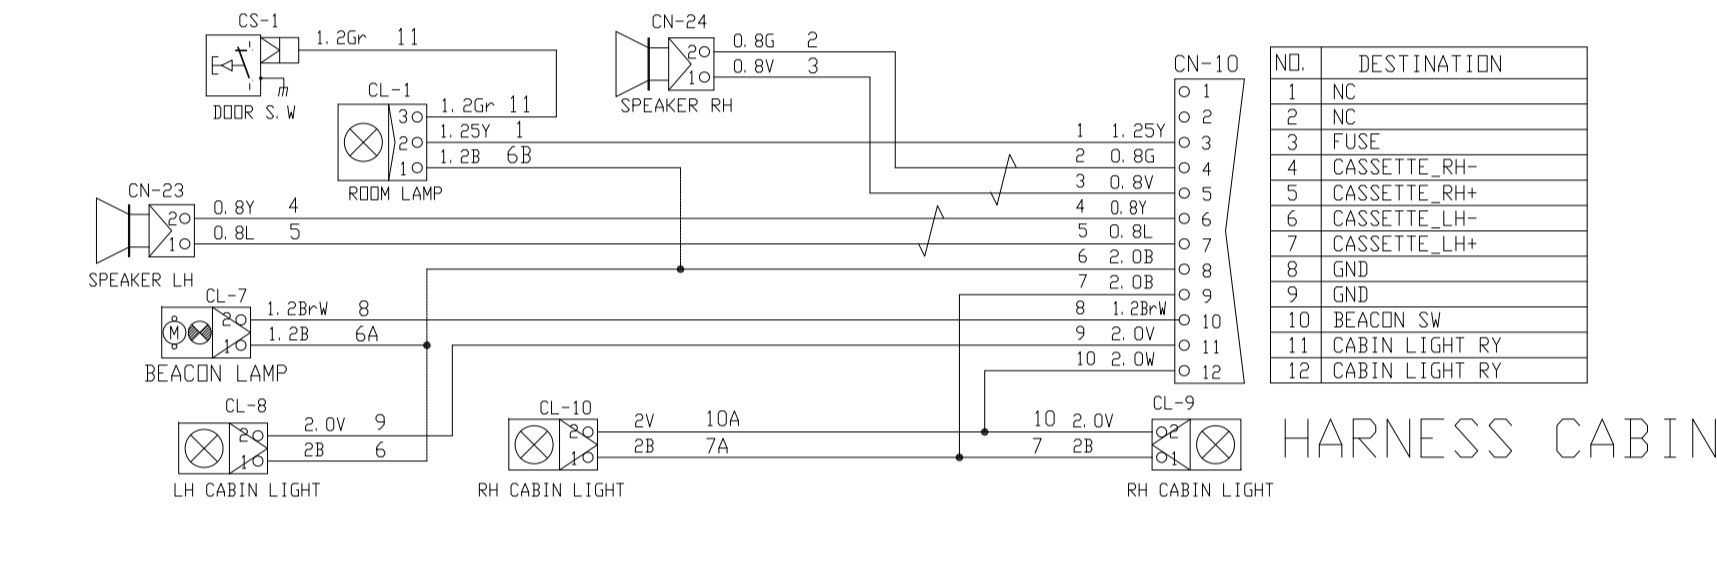 CS-1
1.2Gr 11
DOOR S.W
CL-1
3 1.2Gr 11
2 1.25Y 1
1 1.2B 6B
ROOM LAMP
CN-24
2 0.8G 2
1 0.8V 3
SPEAKER RH
CN-23
2 0.8Y 4
1 0.8L 5
SPEAKER LH
CL-7
M 2 1.2BrW 8
1 1.2B 6A
BEACON LAMP
CL-8
2 2.0V 9
1 2B 6
LH CABIN LIGHT
CL-10
2 2V 10A
1 2B 7A
RH CABIN LIGHT
CL-9
10 2.0V 2
7 2B 1
RH CABIN LIGHT
CN-10
1
2
1 1.25Y 3
2 0.8G 4
3 0.8V 5
4 0.8Y 6
5 0.8L 7
6 2.0B 8
7 2.0B 9
8 1.2BrW 10
9 2.0V 11
10 2.0W 12
NO. DESTINATION
1 NC
2 NC
3 FUSE
4 CASSETTE_RH-
5 CASSETTE_RH+
6 CASSETTE_LH-
7 CASSETTE_LH+
8 GND
9 GND
10 BEACON SW
11 CABIN LIGHT RY
12 CABIN LIGHT RY
HARNESS CABIN